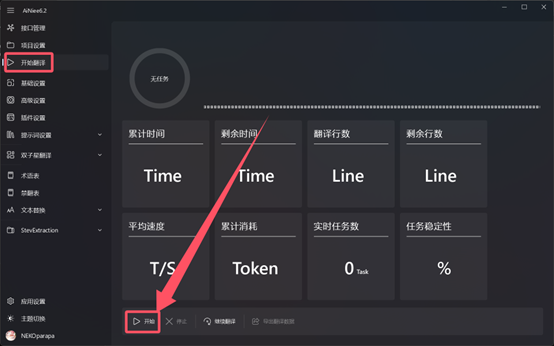 AiNiee6.2
接口管理
项目设置
开始翻译
基础设置
高级设置
插件设置
提示词设置
双子星翻译
术语表
禁翻表
文本替换
StevExtraction
应用设置
主题切换
NEKOparapa
无任务
累计时间
Time
剩余时间
Time
翻译行数
Line
剩余行数
Line
平均速度
T/S
累计消耗
Token
实时任务数
0 Task
任务稳定性
%
开始
停止
继续翻译
导出翻译数据